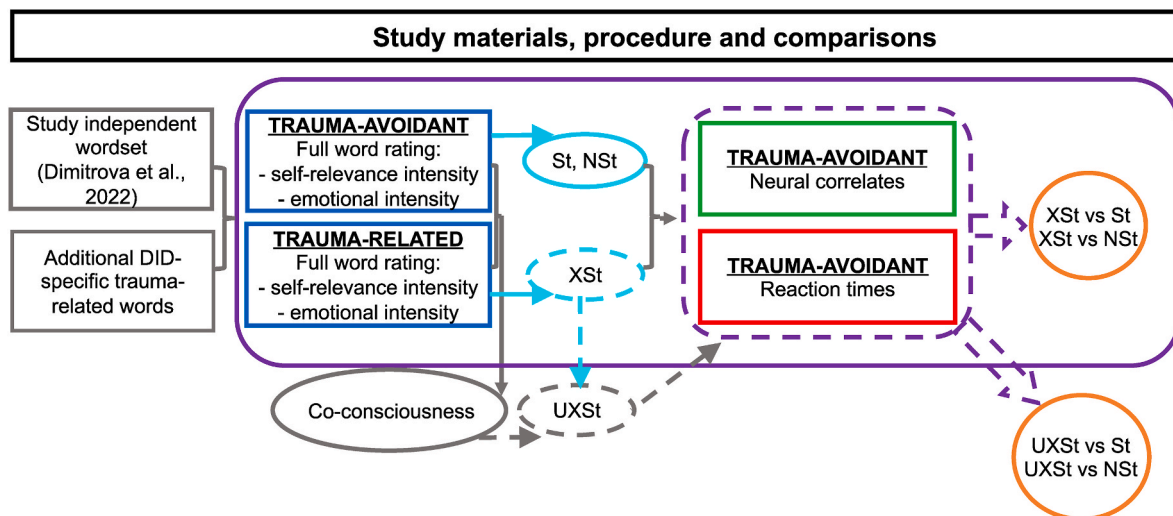 Study materials, procedure and comparisons
Study independent
wordset
(Dimitrova et al.,
2022)
Additional DID-
specific trauma-
related words
TRAUMA-AVOIDANT
Full word rating:
- self-relevance intensity
- emotional intensity
TRAUMA-RELATED
Full word rating:
- self-relevance intensity
- emotional intensity
St, NSt
XSt
Co-consciousness
UXSt
TRAUMA-AVOIDANT
Neural correlates
TRAUMA-AVOIDANT
Reaction times
XSt vs St
XSt vs NSt
UXSt vs St
UXSt vs NSt